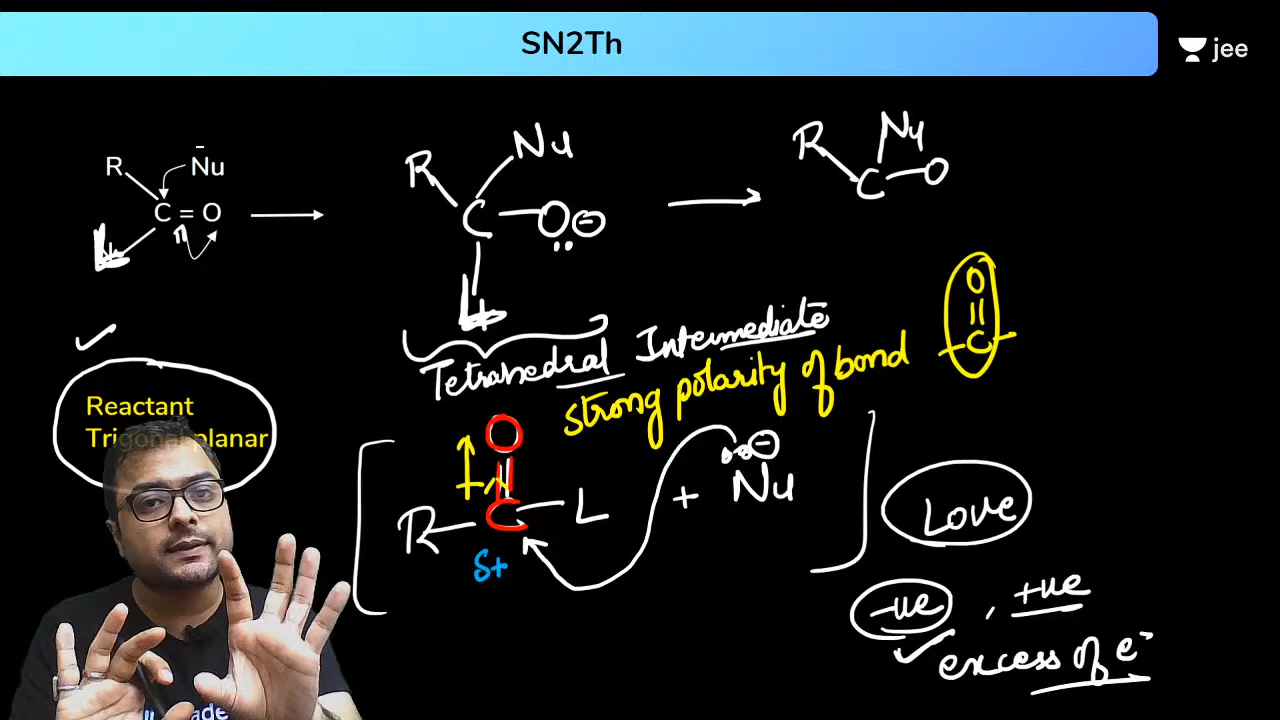 SN2Th
jee
R
Nu
C = O
π
R
Nu
C
O⊖
L
R
Nu
C
O
Tetrahedral Intermediate
strong polarity of bond
O
C
Reactant
Trigonal planar
O
R
C
L
δ+
+
⊖
Nu
Love
-ve , +ve
excess of e⁻